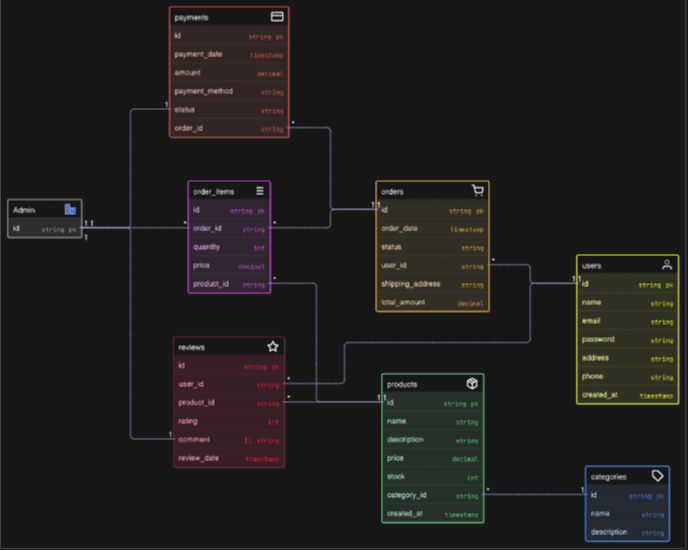 payments
id string pk
payment_date timestamp
amount decimal
payment_method string
status string
order_id string
Admin
id string pk
order_items
id string pk
order_id string
quantity int
price decimal
product_id string
orders
id string pk
order_date timestamp
status string
user_id string
shipping_address string
total_amount decimal
users
id string pk
name string
email string
password string
address string
phone string
created_at timestamp
reviews
id string pk
user_id string
product_id string
rating int
comment [] string
review_date timestamp
products
id string pk
name string
description string
price decimal
stock int
category_id string
created_at timestamp
categories
id string pk
name string
description string
1
*
1 1
*
*
1 1
1
*
*
1 1
*
*
1 1
1
*
1